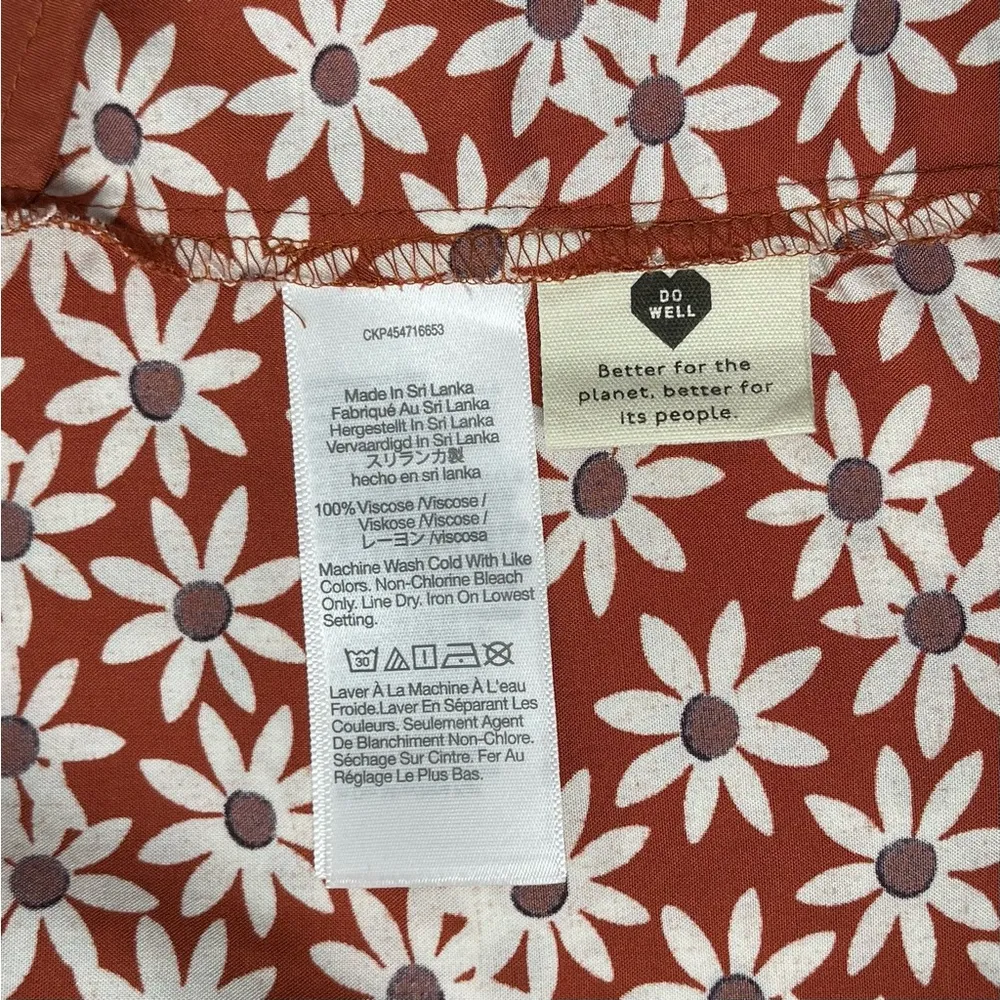 CKP454716653
Made In Sri Lanka
Fabriqué Au Sri Lanka
Hergestellt In Sri Lanka
Vervaardigd In Sri Lanka
スリランカ製
hecho en sri lanka
100% Viscose /Viscose /
Viskose /Viscose /
レーヨン /viscosa
Machine Wash Cold With Like
Colors. Non-Chlorine Bleach
Only. Line Dry. Iron On Lowest
Setting.
30
Laver À La Machine À L'eau
Froide.Laver En Séparant Les
Couleurs. Seulement Agent
De Blanchiment Non-Chlore.
Séchage Sur Cintre. Fer Au
Réglage Le Plus Bas.
DO
WELL
Better for the
planet, better for
its people.